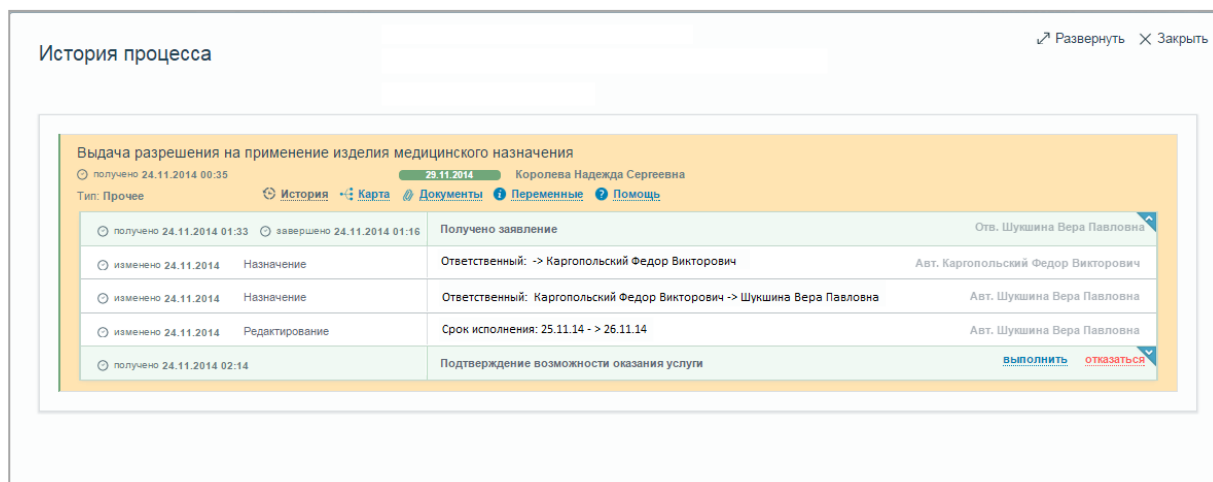 Развернуть Закрыть
История процесса
Выдача разрешения на применение изделия медицинского назначения
получено 24.11.2014 00:35 29.11.2014 Королева Надежда Сергеевна
Тип: Прочее История Карта Документы Переменные Помощь
получено 24.11.2014 01:33 завершено 24.11.2014 01:16 Получено заявление Отв. Шукшина Вера Павловна
изменено 24.11.2014 Назначение Ответственный: -> Каргопольский Федор Викторович Авт. Каргопольский Федор Викторович
изменено 24.11.2014 Назначение Ответственный: Каргопольский Федор Викторович -> Шукшина Вера Павловна Авт. Шукшина Вера Павловна
изменено 24.11.2014 Редактирование Срок исполнения: 25.11.14 - > 26.11.14 Авт. Шукшина Вера Павловна
получено 24.11.2014 02:14 Подтверждение возможности оказания услуги выполнить отказаться